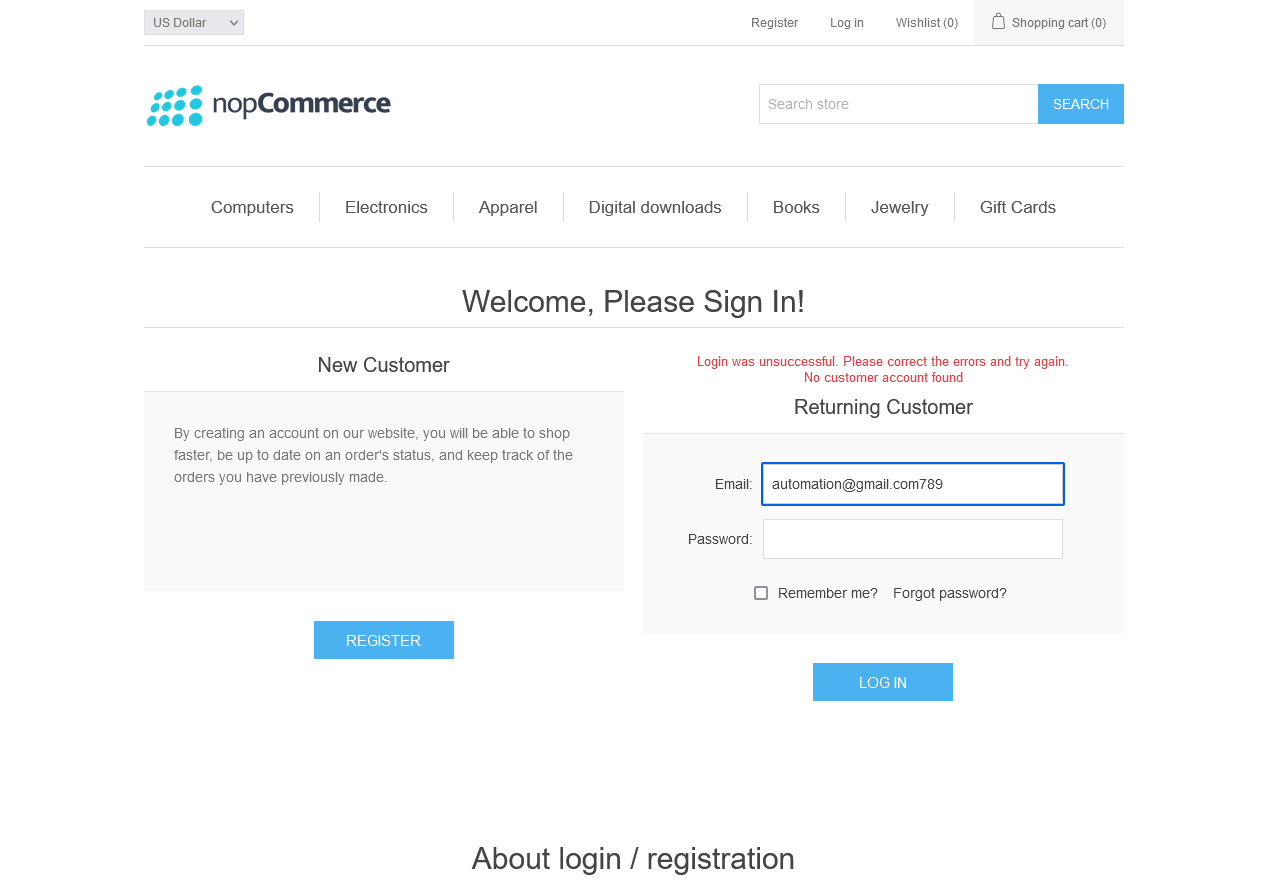 US Dollar
Register
Log in
Wishlist (0)
Shopping cart (0)
nopCommerce
Search store
SEARCH
Computers
Electronics
Apparel
Digital downloads
Books
Jewelry
Gift Cards
Welcome, Please Sign In!
New Customer
By creating an account on our website, you will be able to shop
faster, be up to date on an order's status, and keep track of the
orders you have previously made.
REGISTER
Login was unsuccessful. Please correct the errors and try again.
No customer account found
Returning Customer
Email:
automation@gmail.com789
Password:
Remember me?
Forgot password?
LOG IN
About login / registration